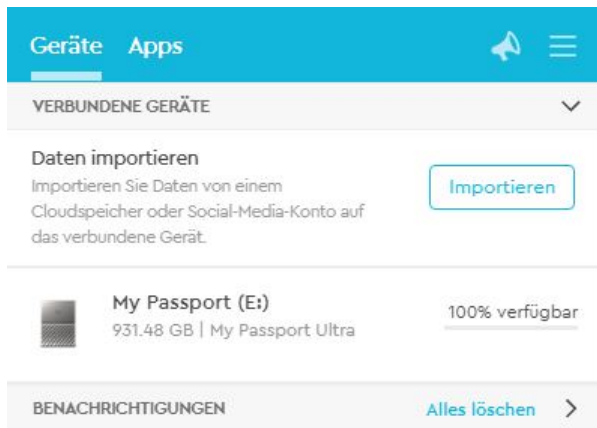 Geräte Apps
VERBUNDENE GERÄTE
Daten importieren
Importieren Sie Daten von einem
Cloudspeicher oder Social-Media-Konto auf
das verbundene Gerät.
Importieren
My Passport (E:)
931.48 GB | My Passport Ultra
100% verfügbar
BENACHRICHTIGUNGEN Alles löschen